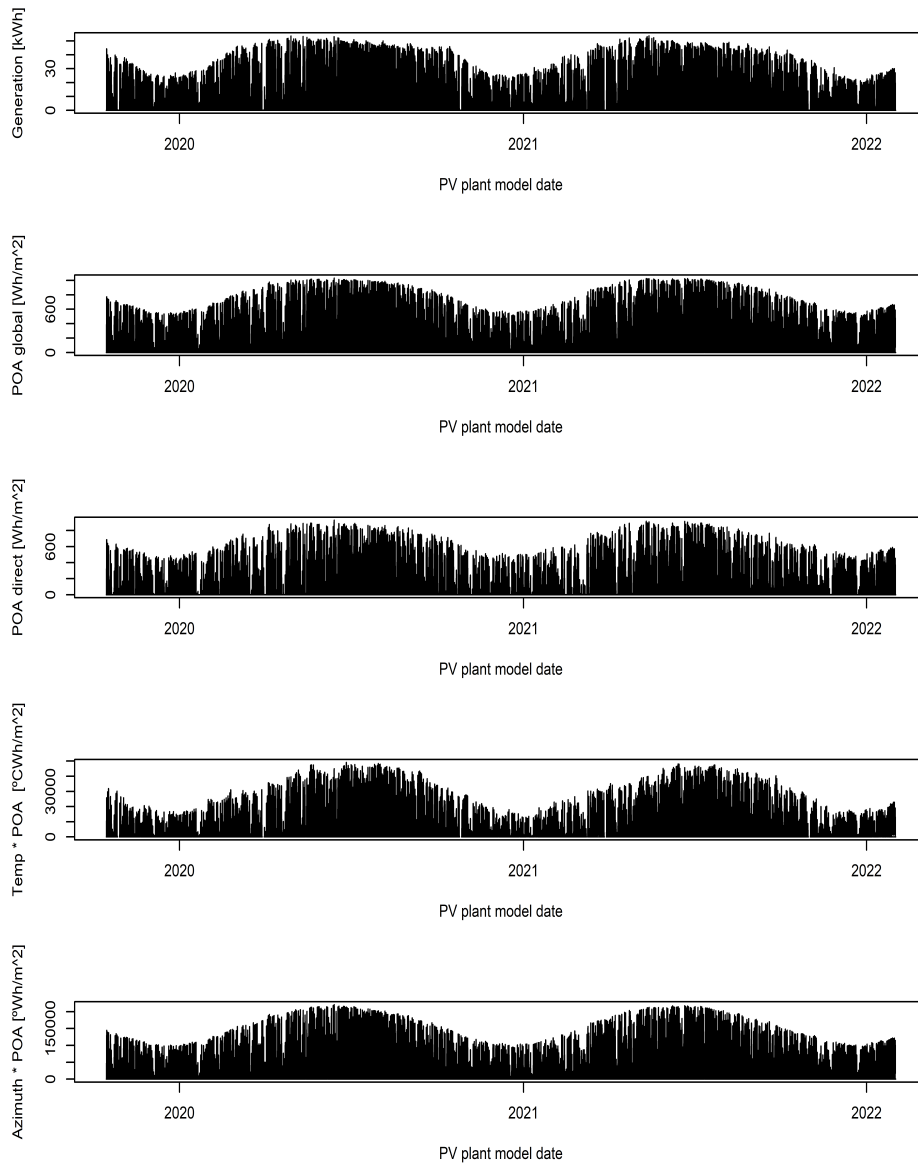 Generation [kWh]
30
0
2020 2021 2022
PV plant model date
POA global [Wh/m^2]
600
0
2020 2021 2022
PV plant model date
POA direct [Wh/m^2]
600
0
2020 2021 2022
PV plant model date
Temp * POA [ºCWh/m^2]
30000
0
2020 2021 2022
PV plant model date
Azimuth * POA [ºWh/m^2]
150000
0
2020 2021 2022
PV plant model date